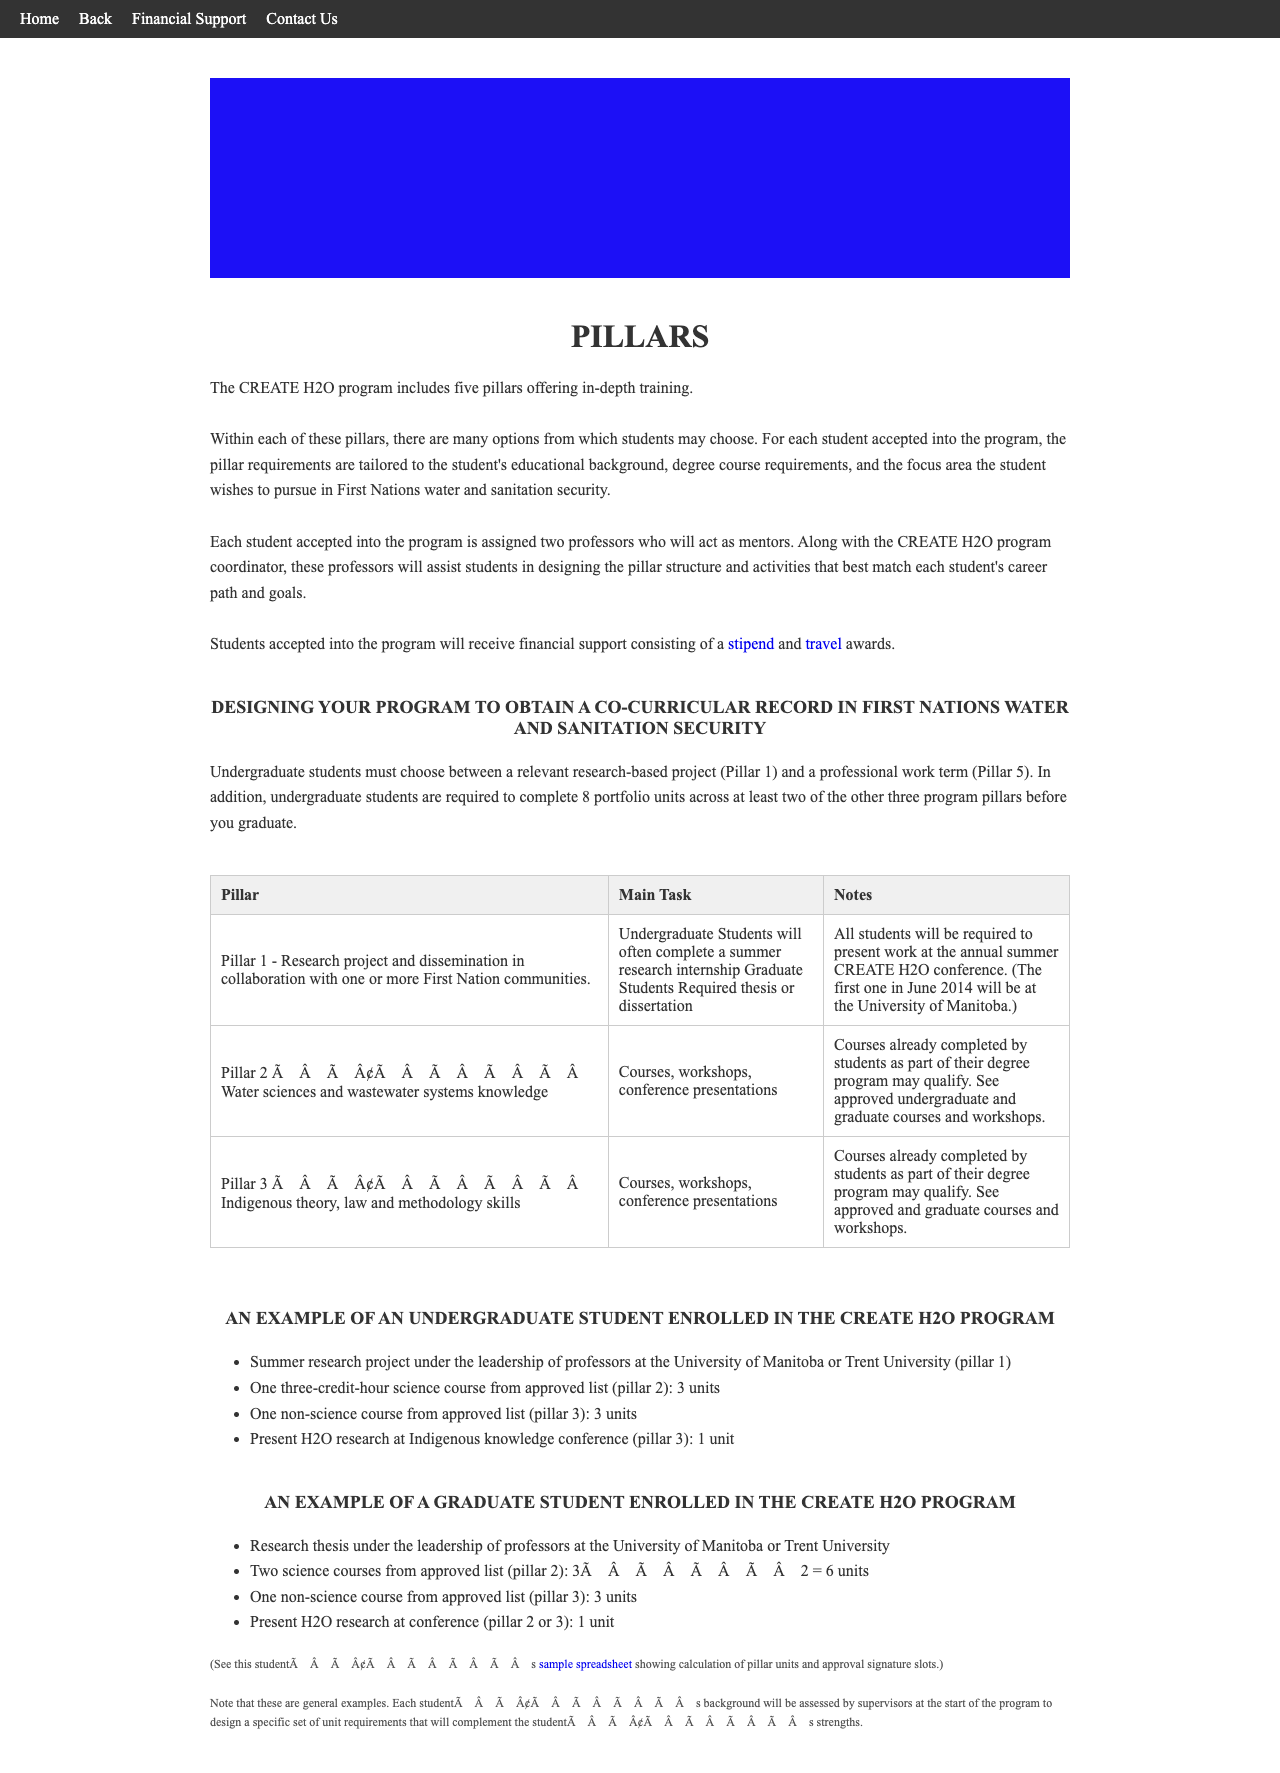 Home Back Financial Support Contact Us
PILLARS
The CREATE H2O program includes five pillars offering in-depth training.
Within each of these pillars, there are many options from which students may choose. For each student accepted into the program, the
pillar requirements are tailored to the student's educational background, degree course requirements, and the focus area the student
wishes to pursue in First Nations water and sanitation security.
Each student accepted into the program is assigned two professors who will act as mentors. Along with the CREATE H2O program
coordinator, these professors will assist students in designing the pillar structure and activities that best match each student's career
path and goals.
Students accepted into the program will receive financial support consisting of a stipend and travel awards.
DESIGNING YOUR PROGRAM TO OBTAIN A CO-CURRICULAR RECORD IN FIRST NATIONS WATER
AND SANITATION SECURITY
Undergraduate students must choose between a relevant research-based project (Pillar 1) and a professional work term (Pillar 5). In
addition, undergraduate students are required to complete 8 portfolio units across at least two of the other three program pillars before
you graduate.
Pillar Main Task Notes
Pillar 1 - Research project and dissemination in
collaboration with one or more First Nation communities.
Undergraduate Students will
often complete a summer
research internship Graduate
Students Required thesis or
dissertation
All students will be required to
present work at the annual summer
CREATE H2O conference. (The
first one in June 2014 will be at
the University of Manitoba.)
Pillar 2 Ã Â Ã Â¢Ã Â Ã Â Ã Â Ã Â
Water sciences and wastewater systems knowledge
Courses, workshops,
conference presentations
Courses already completed by
students as part of their degree
program may qualify. See
approved undergraduate and
graduate courses and workshops.
Pillar 3 Ã Â Ã Â¢Ã Â Ã Â Ã Â Ã Â
Indigenous theory, law and methodology skills
Courses, workshops,
conference presentations
Courses already completed by
students as part of their degree
program may qualify. See
approved and graduate courses and
workshops.
AN EXAMPLE OF AN UNDERGRADUATE STUDENT ENROLLED IN THE CREATE H2O PROGRAM
• Summer research project under the leadership of professors at the University of Manitoba or Trent University (pillar 1)
• One three-credit-hour science course from approved list (pillar 2): 3 units
• One non-science course from approved list (pillar 3): 3 units
• Present H2O research at Indigenous knowledge conference (pillar 3): 1 unit
AN EXAMPLE OF A GRADUATE STUDENT ENROLLED IN THE CREATE H2O PROGRAM
• Research thesis under the leadership of professors at the University of Manitoba or Trent University
• Two science courses from approved list (pillar 2): 3Ã Â Ã Â Ã Â Ã Â 2 = 6 units
• One non-science course from approved list (pillar 3): 3 units
• Present H2O research at conference (pillar 2 or 3): 1 unit
(See this studentÃ Â Ã Â¢Ã Â Ã Â Ã Â Ã Â s sample spreadsheet showing calculation of pillar units and approval signature slots.)
Note that these are general examples. Each studentÃ Â Ã Â¢Ã Â Ã Â Ã Â Ã Â s background will be assessed by supervisors at the start of the program to
design a specific set of unit requirements that will complement the studentÃ Â Ã Â¢Ã Â Ã Â Ã Â Ã Â s strengths.